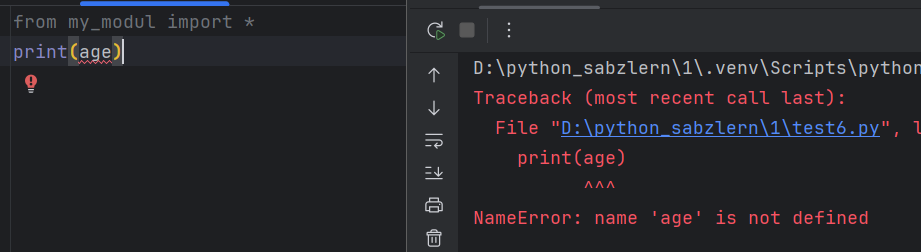 from my_modul import *
print(age)
D:\python_sabzlern\1\.venv\Scripts\python
Traceback (most recent call last):
File "D:\python_sabzlern\1\test6.py", l
print(age)
^^^
NameError: name 'age' is not defined